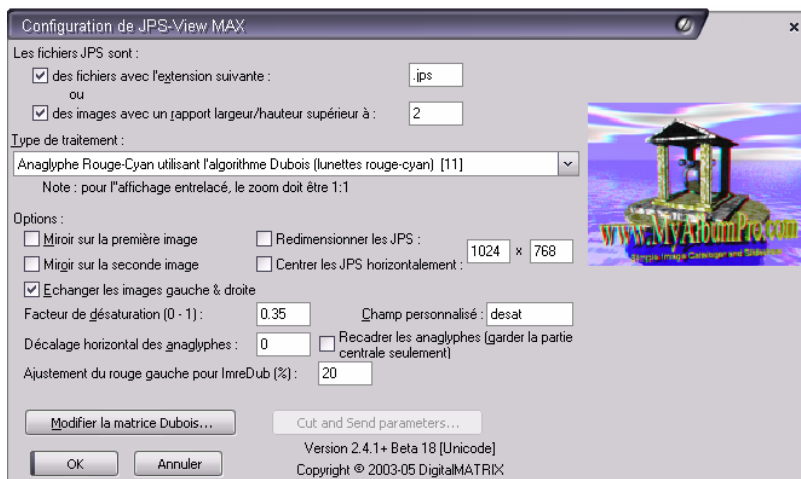 Configuration de JPS-View MAX
Les fichiers JPS sont :
des fichiers avec l'extension suivante : .jps
ou
des images avec un rapport largeur/hauteur supérieur à : 2
Type de traitement :
Anaglyphe Rouge-Cyan utilisant l'algorithme Dubois (lunettes rouge-cyan) [11]
Note : pour l''affichage entrelacé, le zoom doit être 1:1
www.MyAlbumPro.com
Simple Image Cataloger and Slideshow
Options :
Miroir sur la première image
Redimensionner les JPS :
1024 x 768
Miroir sur la seconde image
Centrer les JPS horizontalement :
Echanger les images gauche & droite
Facteur de désaturation (0 - 1) : 0.35
Champ personnalisé : desat
Décalage horizontal des anaglyphes : 0
Recadrer les anaglyphes (garder la partie
centrale seulement)
Ajustement du rouge gauche pour ImreDub (%) : 20
Modifier la matrice Dubois...
Cut and Send parameters...
OK
Annuler
Version 2.4.1+ Beta 18 [Unicode]
Copyright © 2003-05 DigitalMATRIX